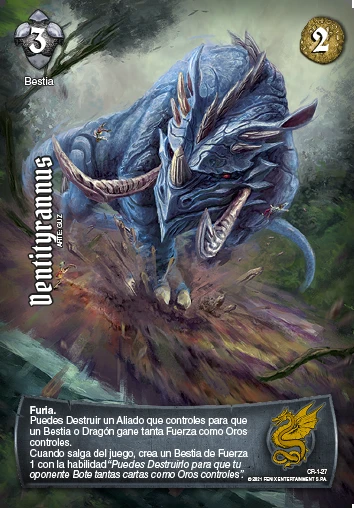 3
2
Bestia
Dentityrannus
ARTE: GUZ
Furia.
Puedes Destruir un Aliado que controles para que
un Bestia o Dragón gane tanta Fuerza como Oros
controles.
Cuando salga del juego, crea un Bestia de Fuerza
1 con la habilidad "Puedes Destruirlo para que tu
oponente Bote tantas cartas como Oros controles"
CR-1-27
©2021 FENIX ENTERTAINMENT S.P.A.